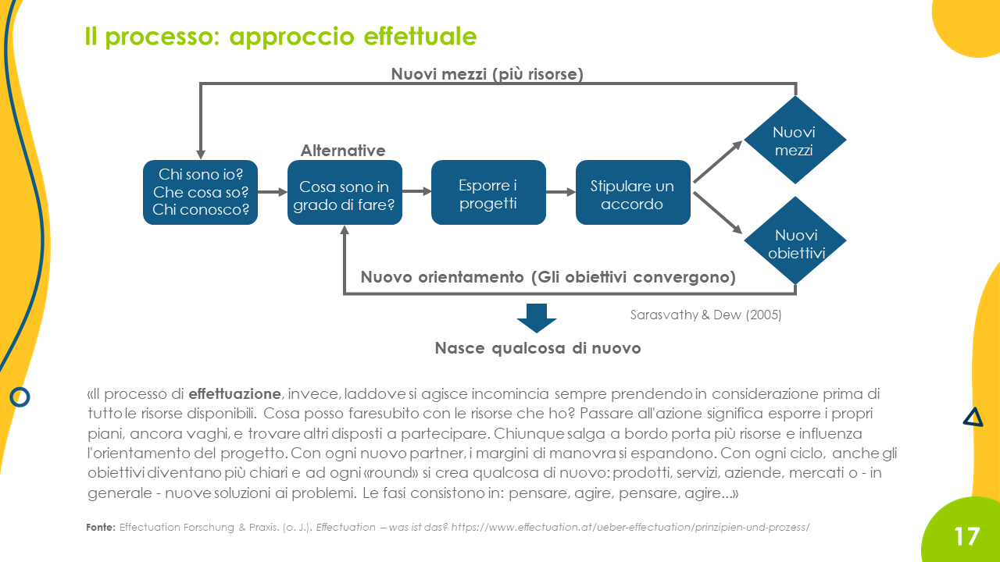 Il processo: approccio effettuale
Nuovi mezzi (più risorse)
Nuovi
mezzi
Alternative
Chi sono io?
Che cosa so?
Chi conosco?
Cosa sono in
grado di fare?
Esporre i
progetti
Stipulare un
accordo
Nuovi
obiettivi
Nuovo orientamento (Gli obiettivi convergono)
Sarasvathy & Dew (2005)
Nasce qualcosa di nuovo
«Il processo di effettuazione, invece, laddove si agisce incomincia sempre prendendo in considerazione prima di
tutto le risorse disponibili. Cosa posso faresubito con le risorse che ho? Passare all'azione significa esporre i propri
piani, ancora vaghi, e trovare altri disposti a partecipare. Chiunque salga a bordo porta più risorse e influenza
l'orientamento del progetto. Con ogni nuovo partner, i margini di manovra si espandono. Con ogni ciclo, anche gli
obiettivi diventano più chiari e ad ogni «round» si crea qualcosa di nuovo: prodotti, servizi, aziende, mercati o - in
generale - nuove soluzioni ai problemi. Le fasi consistono in: pensare, agire, pensare, agire...»
Fonte: Effectuation Forschung & Praxis. (o. J.). Effectuation – was ist das? https://www.effectuation.at/ueber-effectuation/prinzipien-und-prozess/
17